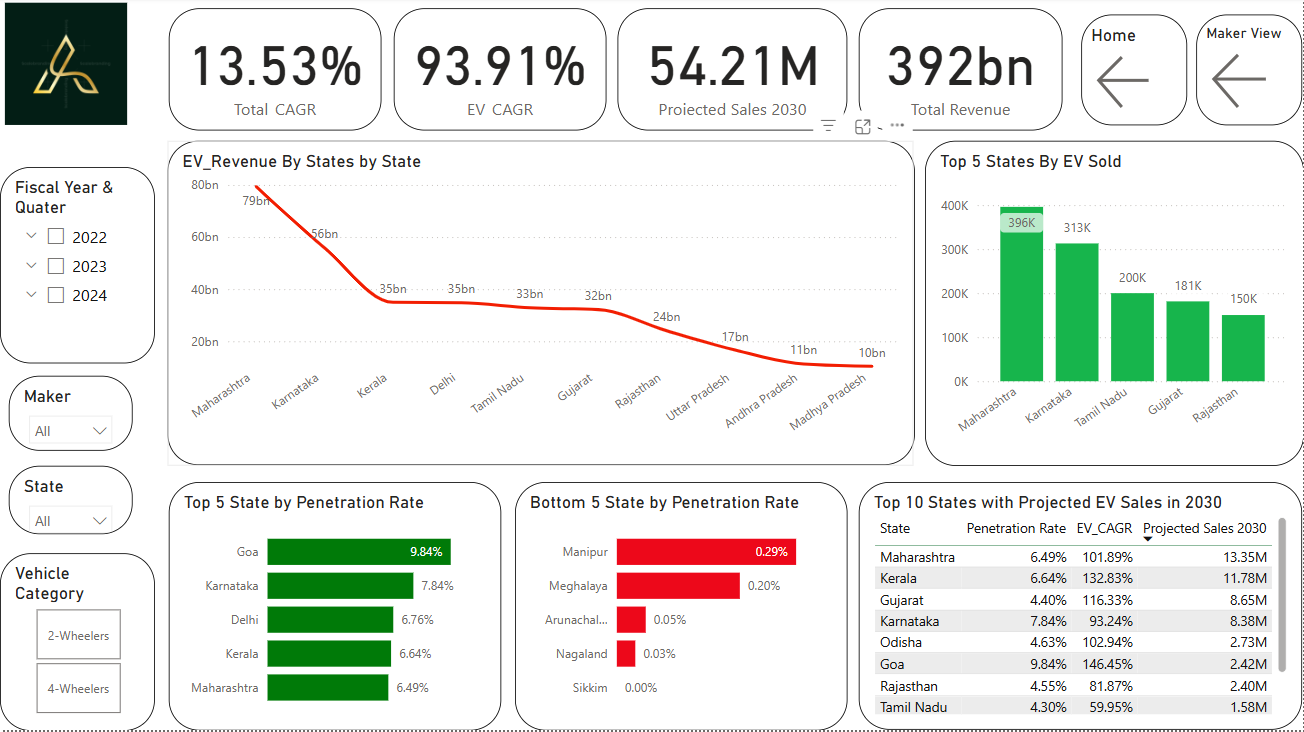 13.53%
Total CAGR
93.91%
EV CAGR
54.21M
Projected Sales 2030
392bn
Total Revenue
Home
Maker View
Fiscal Year &
Quater
2022
2023
2024
Maker
All
State
All
Vehicle
Category
2-Wheelers
4-Wheelers
EV_Revenue By States by State
80bn
60bn
40bn
20bn
79bn
56bn
35bn
35bn
33bn
32bn
24bn
17bn
11bn
10bn
Maharashtra
Karnataka
Kerala
Delhi
Tamil Nadu
Gujarat
Rajasthan
Uttar Pradesh
Andhra Pradesh
Madhya Pradesh
Top 5 States By EV Sold
400K
300K
200K
100K
0K
396K
313K
200K
181K
150K
Maharashtra
Karnataka
Tamil Nadu
Gujarat
Rajasthan
Top 5 State by Penetration Rate
Goa 9.84%
Karnataka 7.84%
Delhi 6.76%
Kerala 6.64%
Maharashtra 6.49%
Bottom 5 State by Penetration Rate
Manipur 0.29%
Meghalaya 0.20%
Arunachal... 0.05%
Nagaland 0.03%
Sikkim 0.00%
Top 10 States with Projected EV Sales in 2030
State Penetration Rate EV_CAGR Projected Sales 2030
Maharashtra 6.49% 101.89% 13.35M
Kerala 6.64% 132.83% 11.78M
Gujarat 4.40% 116.33% 8.65M
Karnataka 7.84% 93.24% 8.38M
Odisha 4.63% 102.94% 2.73M
Goa 9.84% 146.45% 2.42M
Rajasthan 4.55% 81.87% 2.40M
Tamil Nadu 4.30% 59.95% 1.58M